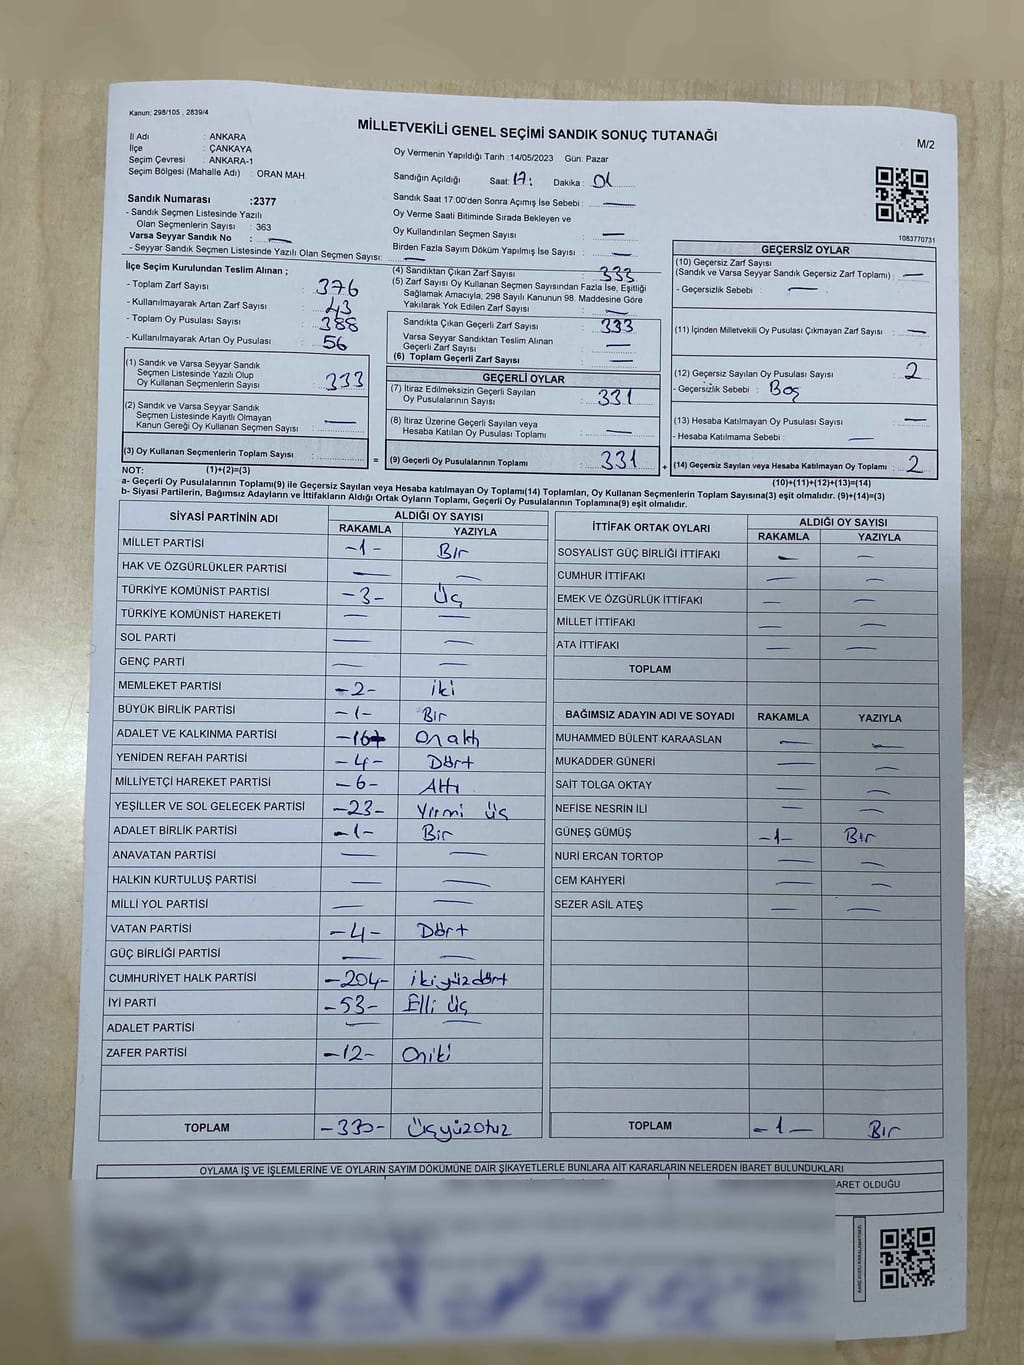 Kanun: 298/105 , 2839/4
MİLLETVEKİLİ GENEL SEÇİMİ SANDIK SONUÇ TUTANAĞI
M/2
İl Adı : ANKARA
İlçe : ÇANKAYA
Seçim Çevresi : ANKARA-1
Seçim Bölgesi (Mahalle Adı) : ORAN MAH.
Oy Vermenin Yapıldığı Tarih :14/05/2023 Gün: Pazar
Sandığın Açıldığı Saat: 17: Dakika : 01
Sandık Numarası :2377
- Sandık Seçmen Listesinde Yazılı
Olan Seçmenlerin Sayısı : 363
Varsa Seyyar Sandık No : —
- Seyyar Sandık Seçmen Listesinde Yazılı Olan Seçmen Sayısı: —
Sandık Saat 17:00'den Sonra Açımış İse Sebebi : —
Oy Verme Saati Bitiminde Sırada Bekleyen ve
Oy Kullandırılan Seçmen Sayısı : —
Birden Fazla Sayım Döküm Yapılmış İse Sayısı : —
1083770731
İlçe Seçim Kurulundan Teslim Alınan ;
- Toplam Zarf Sayısı : 376
- Kullanılmayarak Artan Zarf Sayısı : 43
- Toplam Oy Pusulası Sayısı : 388
- Kullanılmayarak Artan Oy Pusulası : 56
(1) Sandık ve Varsa Seyyar Sandık
Seçmen Listesinde Yazılı Olup
Oy Kullanan Seçmenlerin Sayısı : 333
(2) Sandık ve Varsa Seyyar Sandık
Seçmen Listesinde Kayıtlı Olmayan
Kanun Gereği Oy Kullanan Seçmen Sayısı : —
(3) Oy Kullanan Seçmenlerin Toplam Sayısı :
=
(4) Sandıktan Çıkan Zarf Sayısı : 333
(5) Zarf Sayısı Oy Kullanan Seçmen Sayısından Fazla İse, Eşitliği
Sağlamak Amacıyla, 298 Sayılı Kanunun 98. Maddesine Göre
Yakılarak Yok Edilen Zarf Sayısı : —
Sandıkta Çıkan Geçerli Zarf Sayısı : 333
Varsa Seyyar Sandıktan Teslim Alınan
Geçerli Zarf Sayısı : —
(6) Toplam Geçerli Zarf Sayısı : —
GEÇERLİ OYLAR
(7) İtiraz Edilmeksizin Geçerli Sayılan
Oy Pusulalarının Sayısı : 331
(8) İtiraz Üzerine Geçerli Sayılan veya
Hesaba Katılan Oy Pusulası Toplamı : —
(9) Geçerli Oy Pusulalarının Toplamı : 331
+
GEÇERSİZ OYLAR
(10) Geçersiz Zarf Sayısı
(Sandık ve Varsa Seyyar Sandık Geçersiz Zarf Toplamı) : —
- Geçersizlik Sebebi : —
(11) İçinden Milletvekili Oy Pusulası Çıkmayan Zarf Sayısı : —
(12) Geçersiz Sayılan Oy Pusulası Sayısı : 2
- Geçersizlik Sebebi : Boş
(13) Hesaba Katılmayan Oy Pusulası Sayısı : —
- Hesaba Katılmama Sebebi : —
(14) Geçersiz Sayılan veya Hesaba Katılmayan Oy Toplamı : 2
NOT: (1)+(2)=(3)
(10)+(11)+(12)+(13)=(14)
a- Geçerli Oy Pusulalarının Toplamı(9) ile Geçersiz Sayılan veya Hesaba katılmayan Oy Toplamı(14) Toplamları, Oy Kullanan Seçmenlerin Toplam Sayısına(3) eşit olmalıdır. (9)+(14)=(3)
b- Siyasi Partilerin, Bağımsız Adayların ve İttifakların Aldığı Ortak Oyların Toplamı, Geçerli Oy Pusulalarının Toplamına(9) eşit olmalıdır.
SİYASİ PARTİNİN ADI ALDIĞI OY SAYISI
RAKAMLA YAZIYLA
MİLLET PARTİSİ -1- Bir
HAK VE ÖZGÜRLÜKLER PARTİSİ — —
TÜRKİYE KOMÜNİST PARTİSİ -3- Üç
TÜRKİYE KOMÜNİST HAREKETİ — —
SOL PARTİ — —
GENÇ PARTİ — —
MEMLEKET PARTİSİ -2- iki
BÜYÜK BİRLİK PARTİSİ -1- Bir
ADALET VE KALKINMA PARTİSİ -16- Onaltı
YENİDEN REFAH PARTİSİ -4- Dört
MİLLİYETÇİ HAREKET PARTİSİ -6- Altı
YEŞİLLER VE SOL GELECEK PARTİSİ -23- Yirmi üç
ADALET BİRLİK PARTİSİ -1- Bir
ANAVATAN PARTİSİ — —
HALKIN KURTULUŞ PARTİSİ — —
MİLLİ YOL PARTİSİ — —
VATAN PARTİSİ -4- Dört
GÜÇ BİRLİĞİ PARTİSİ — —
CUMHURİYET HALK PARTİSİ -204- ikiyüzdört
İYİ PARTİ -53- Elli üç
ADALET PARTİSİ — —
ZAFER PARTİSİ -12- Oniki
TOPLAM -330- Üçyüzotuz
İTTİFAK ORTAK OYLARI ALDIĞI OY SAYISI
RAKAMLA YAZIYLA
SOSYALİST GÜÇ BİRLİĞİ İTTİFAKI — —
CUMHUR İTTİFAKI — —
EMEK VE ÖZGÜRLÜK İTTİFAKI — —
MİLLET İTTİFAKI — —
ATA İTTİFAKI — —
TOPLAM
BAĞIMSIZ ADAYIN ADI VE SOYADI RAKAMLA YAZIYLA
MUHAMMED BÜLENT KARAASLAN — —
MUKADDER GÜNERİ — —
SAİT TOLGA OKTAY — —
NEFİSE NESRİN İLİ — —
GÜNEŞ GÜMÜŞ -1- Bir
NURİ ERCAN TORTOP — —
CEM KAHYERİ — —
SEZER ASİL ATEŞ — —
TOPLAM -1- Bir
OYLAMA İŞ VE İŞLEMLERİNE VE OYLARIN SAYIM DÖKÜMÜNE DAİR ŞİKAYETLERLE BUNLARA AİT KARARLARIN NELERDEN İBARET BULUNDUKLARI
ARET OLDUĞU